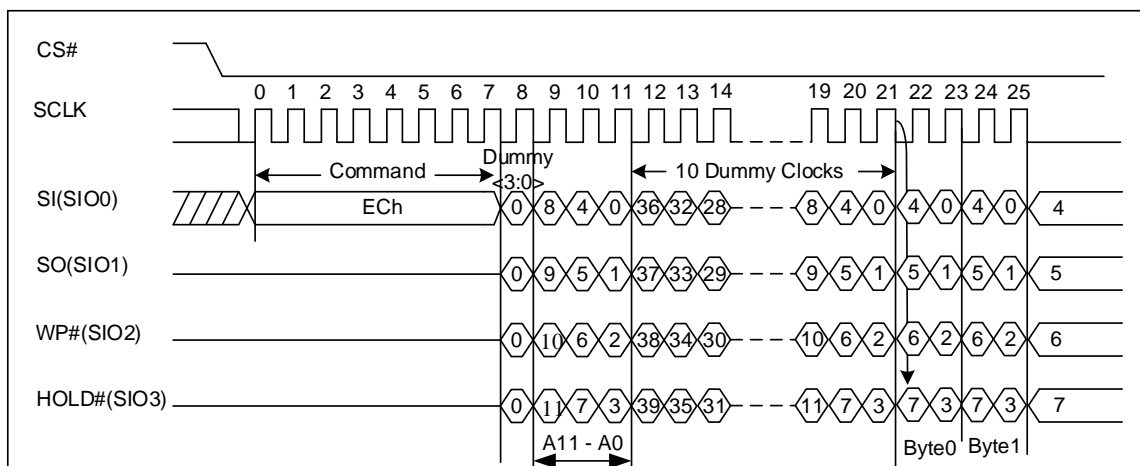 CS#
0 1 2 3 4 5 6 7 8 9 10 11 12 13 14 19 20 21 22 23 24 25
SCLK
Command
Dummy
<3:0>
10 Dummy Clocks
SI(SIO0) ECh 0 8 4 0 36 32 28 8 4 0 4 0 4 0 4
SO(SIO1) 0 9 5 1 37 33 29 9 5 1 5 1 5 1 5
WP#(SIO2) 0 10 6 2 38 34 30 10 6 2 6 2 6 2 6
HOLD#(SIO3) 0 11 7 3 39 35 31 11 7 3 7 3 7 3 7
A11 - A0 Byte0 Byte1